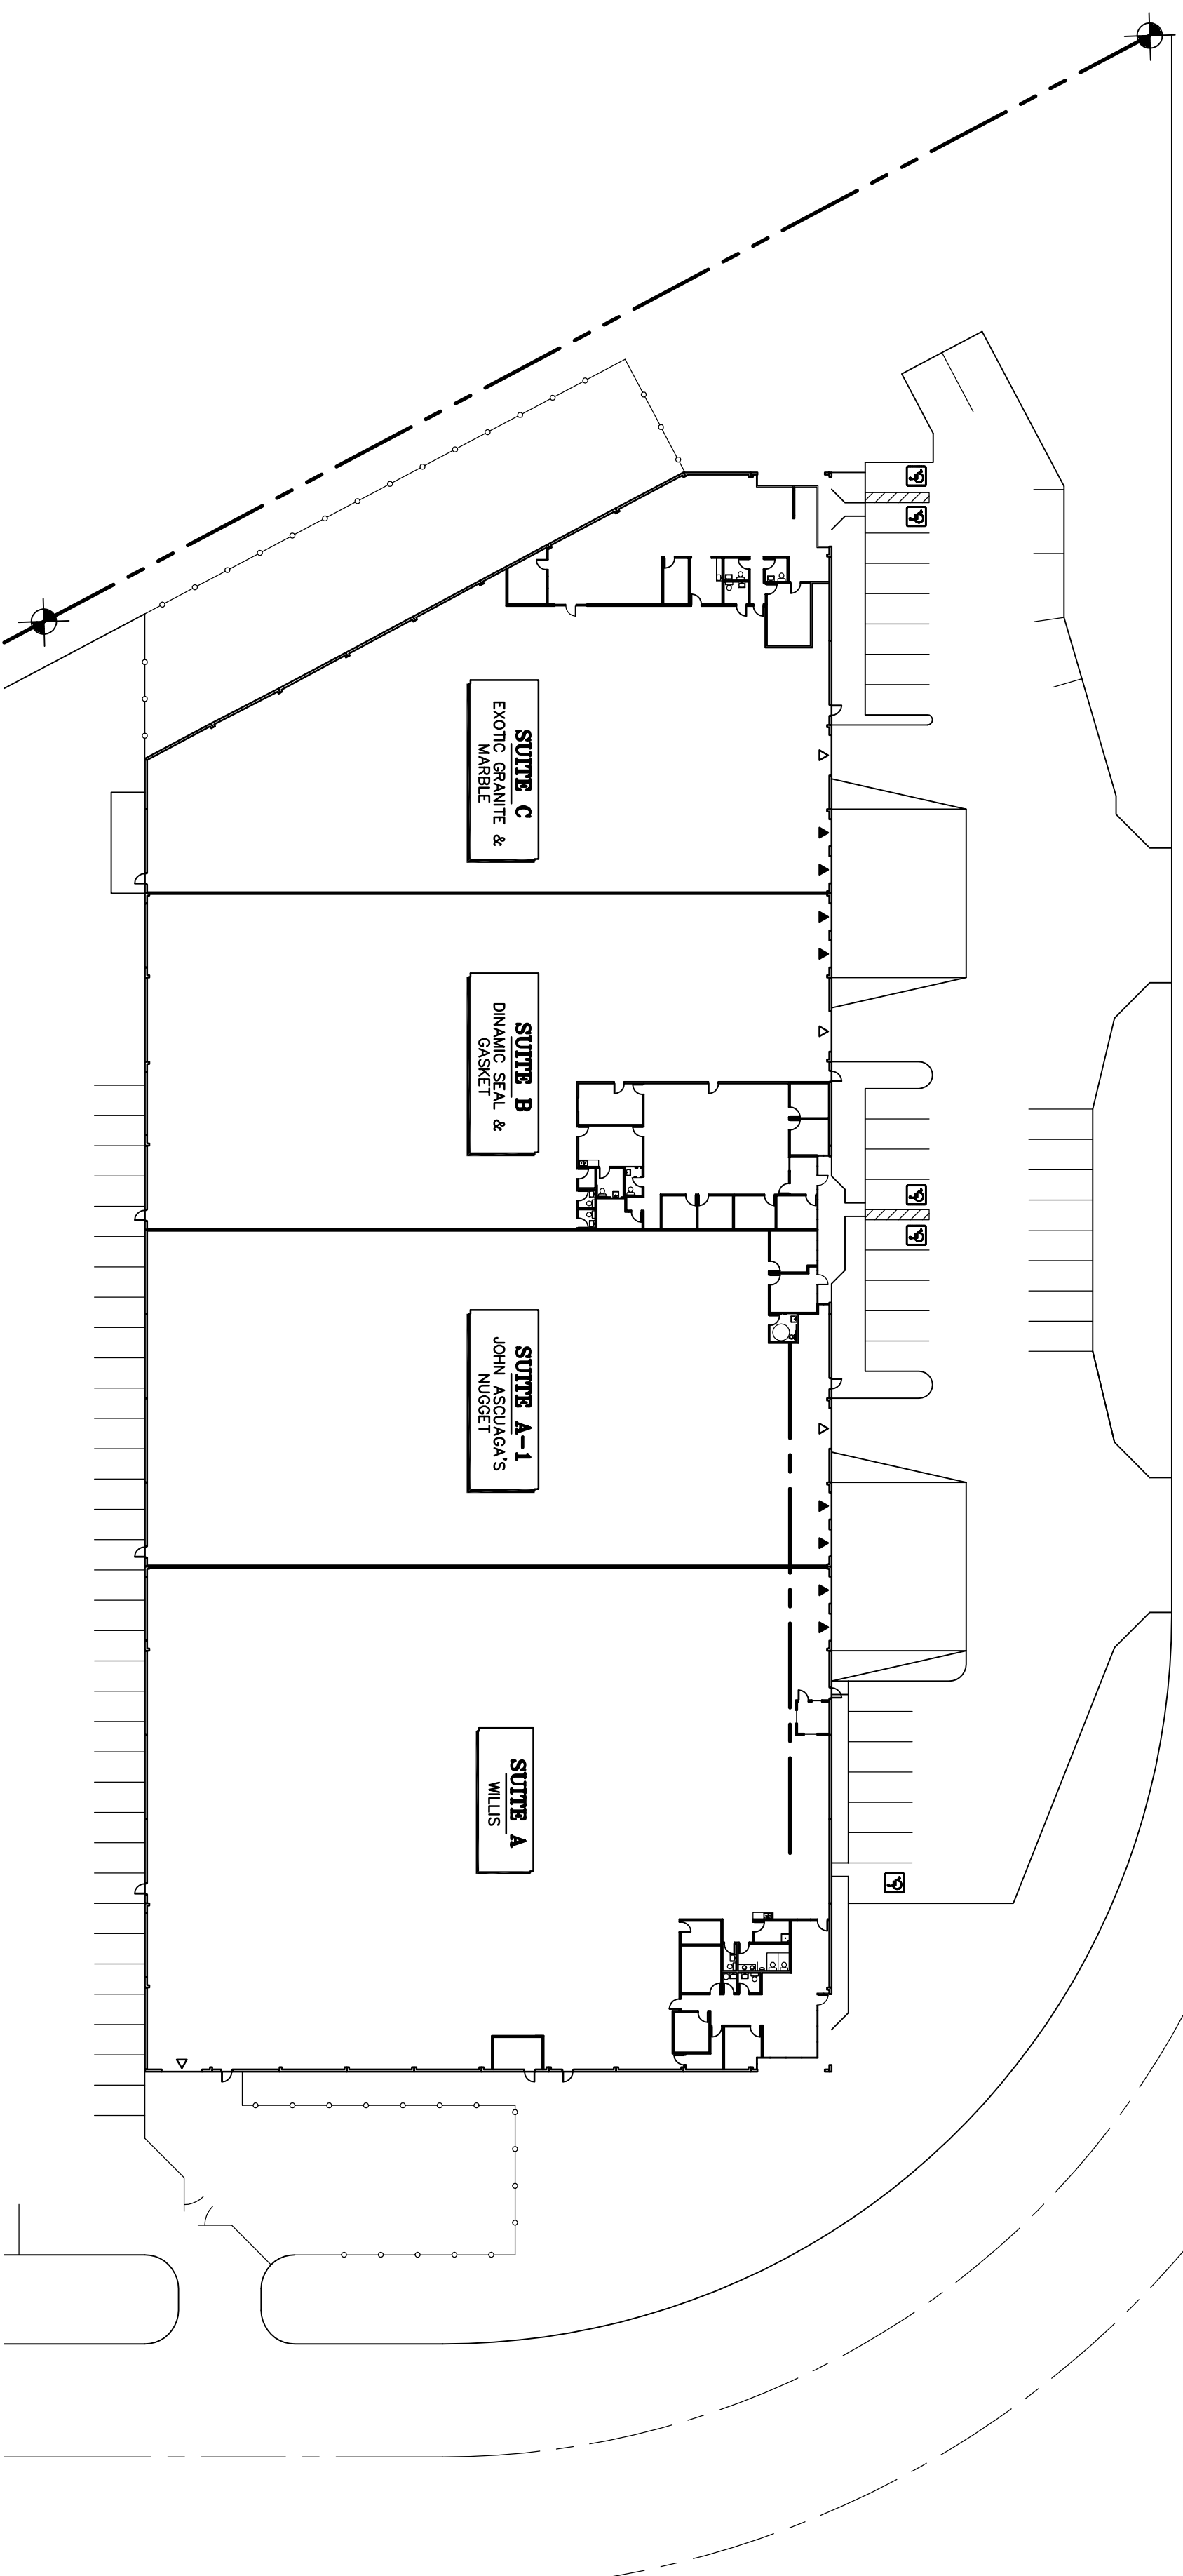 SUITE C
EXOTIC GRANITE &
MARBLE
SUITE B
DINAMIC SEAL &
GASKET
SUITE A-1
JOHN ASCUAGA'S
NUGGET
SUITE A
WILLIS